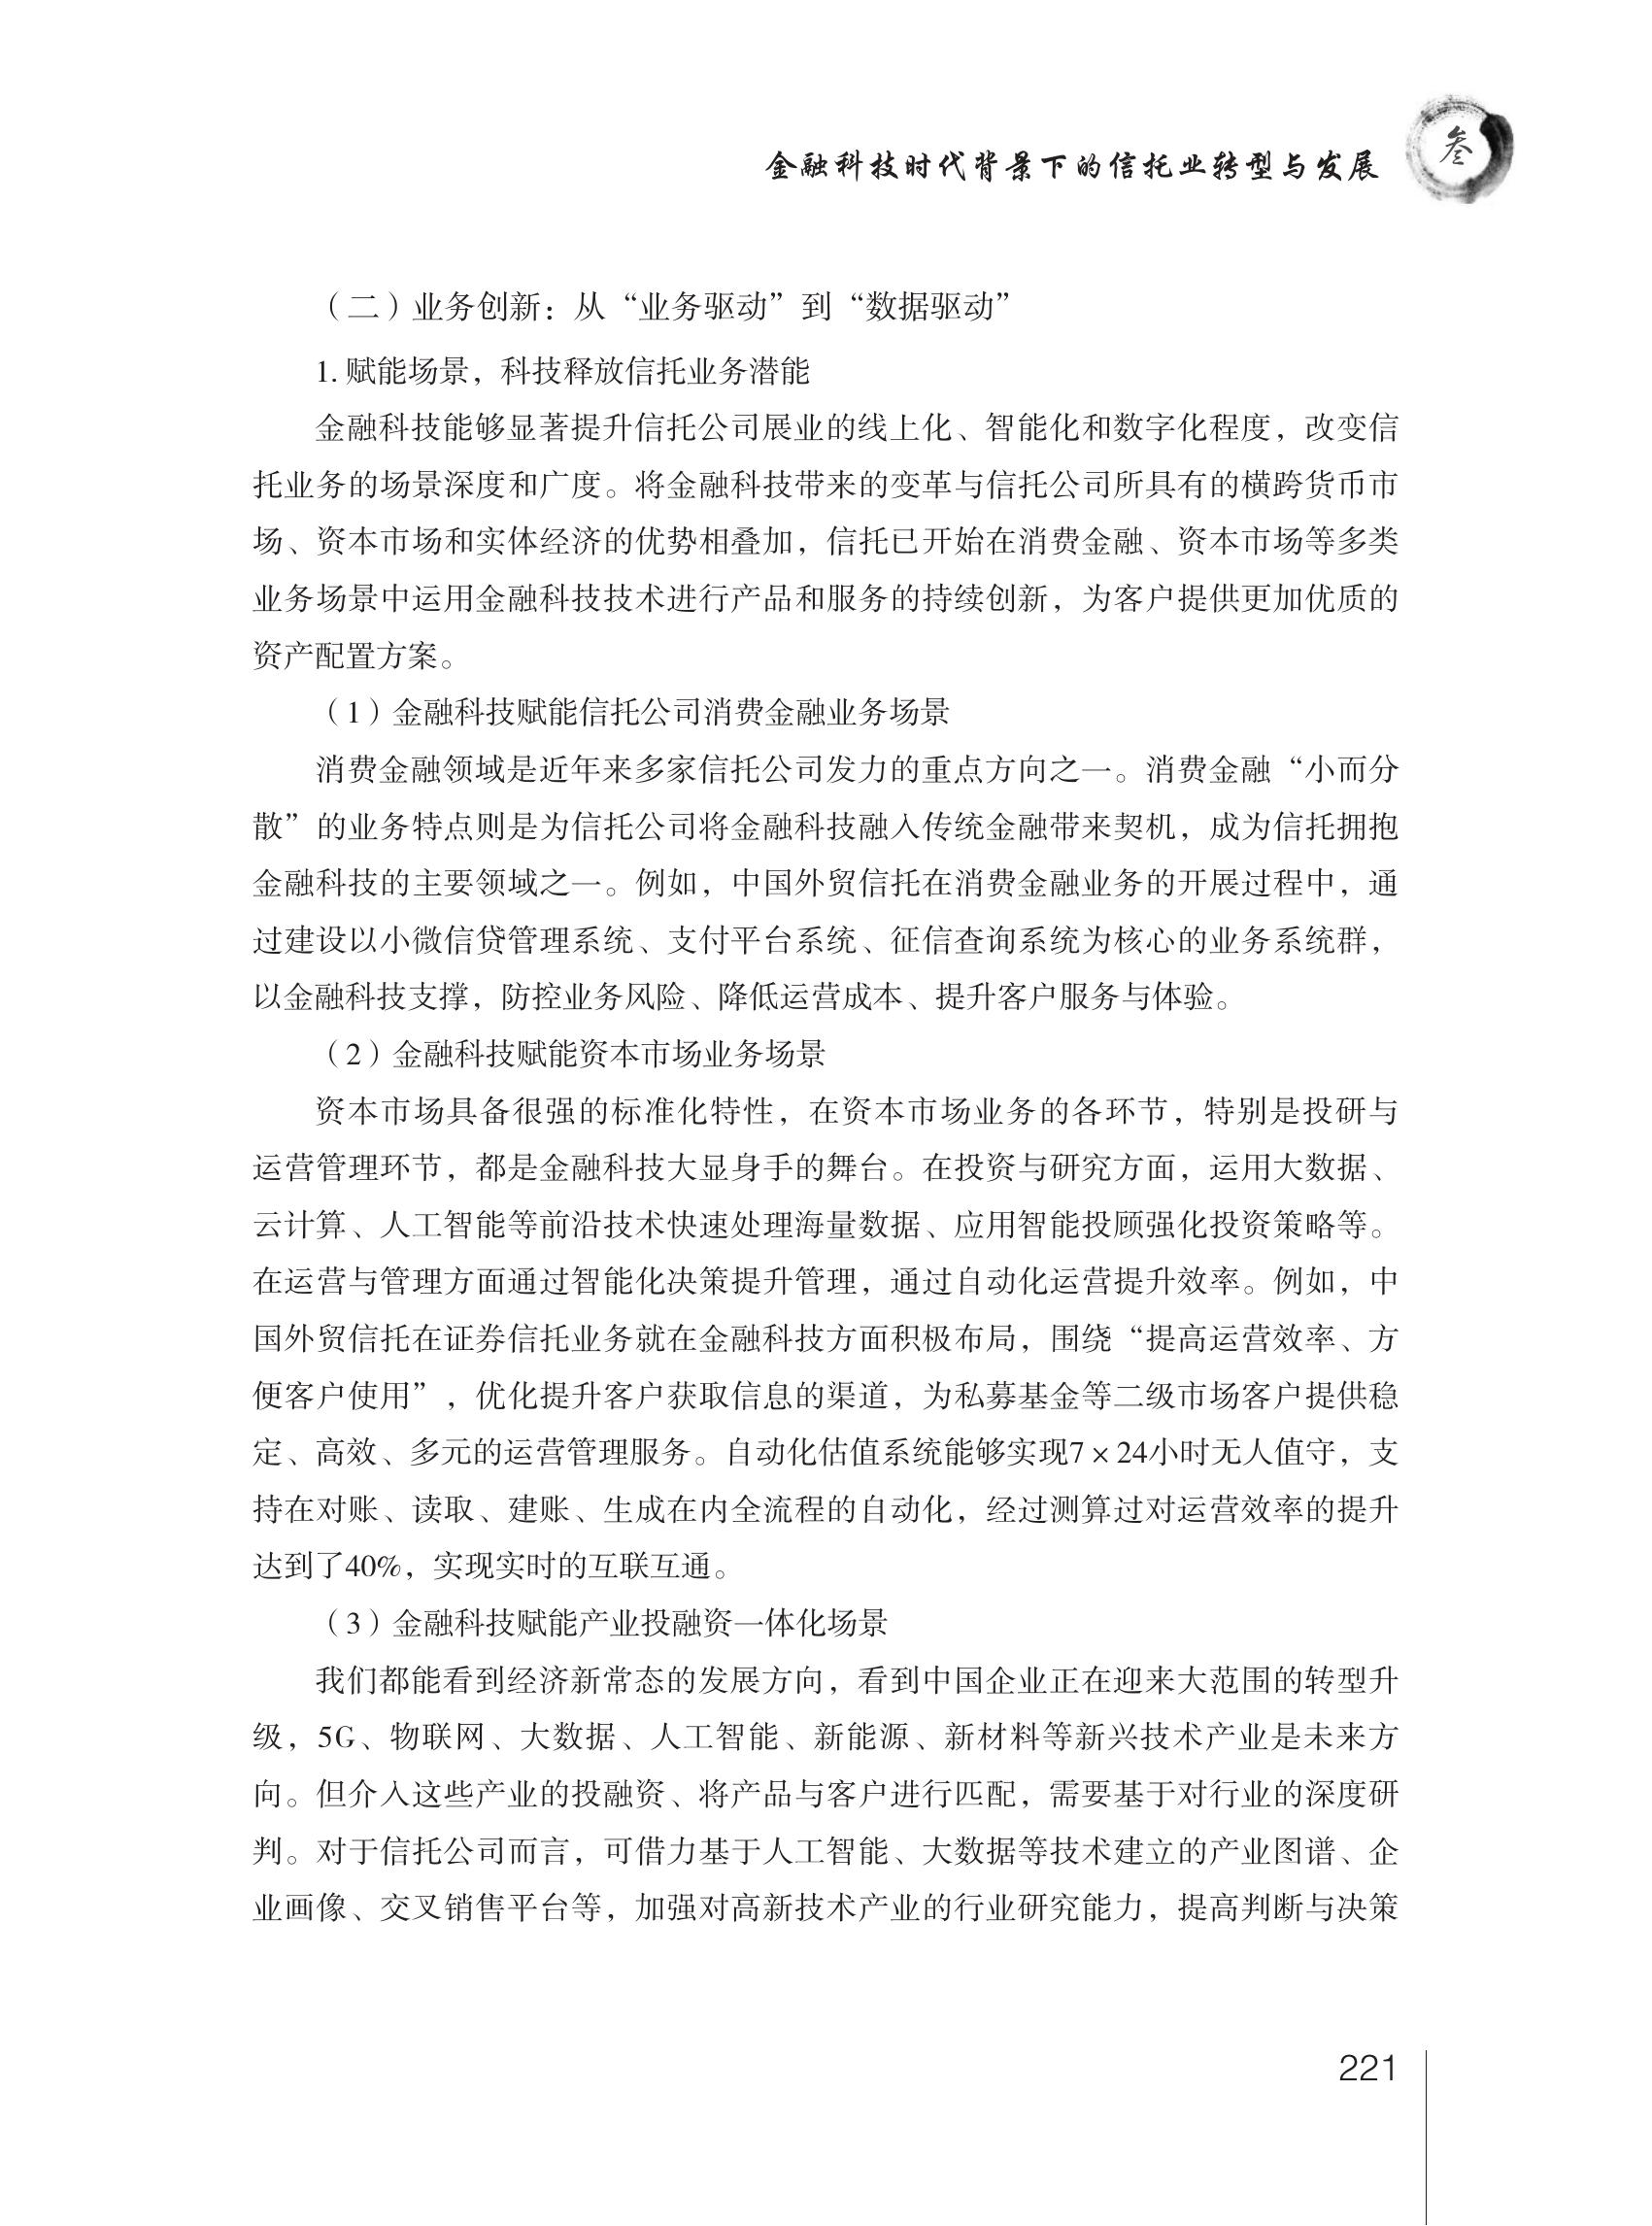 金融科技时代背景下的信托业转型与发展
叁
（二）业务创新：从“业务驱动”到“数据驱动”
1. 赋能场景，科技释放信托业务潜能
金融科技能够显著提升信托公司展业的线上化、智能化和数字化程度，改变信
托业务的场景深度和广度。将金融科技带来的变革与信托公司所具有的横跨货币市
场、资本市场和实体经济的优势相叠加，信托已开始在消费金融、资本市场等多类
业务场景中运用金融科技技术进行产品和服务的持续创新，为客户提供更加优质的
资产配置方案。
（1）金融科技赋能信托公司消费金融业务场景
消费金融领域是近年来多家信托公司发力的重点方向之一。消费金融“小而分
散”的业务特点则是为信托公司将金融科技融入传统金融带来契机，成为信托拥抱
金融科技的主要领域之一。例如，中国外贸信托在消费金融业务的开展过程中，通
过建设以小微信贷管理系统、支付平台系统、征信查询系统为核心的业务系统群，
以金融科技支撑，防控业务风险、降低运营成本、提升客户服务与体验。
（2）金融科技赋能资本市场业务场景
资本市场具备很强的标准化特性，在资本市场业务的各环节，特别是投研与
运营管理环节，都是金融科技大显身手的舞台。在投资与研究方面，运用大数据、
云计算、人工智能等前沿技术快速处理海量数据、应用智能投顾强化投资策略等。
在运营与管理方面通过智能化决策提升管理，通过自动化运营提升效率。例如，中
国外贸信托在证券信托业务就在金融科技方面积极布局，围绕“提高运营效率、方
便客户使用”，优化提升客户获取信息的渠道，为私募基金等二级市场客户提供稳
定、高效、多元的运营管理服务。自动化估值系统能够实现7×24小时无人值守，支
持在对账、读取、建账、生成在内全流程的自动化，经过测算过对运营效率的提升
达到了40%，实现实时的互联互通。
（3）金融科技赋能产业投融资一体化场景
我们都能看到经济新常态的发展方向，看到中国企业正在迎来大范围的转型升
级，5G、物联网、大数据、人工智能、新能源、新材料等新兴技术产业是未来方
向。但介入这些产业的投融资、将产品与客户进行匹配，需要基于对行业的深度研
判。对于信托公司而言，可借力基于人工智能、大数据等技术建立的产业图谱、企
业画像、交叉销售平台等，加强对高新技术产业的行业研究能力，提高判断与决策
221